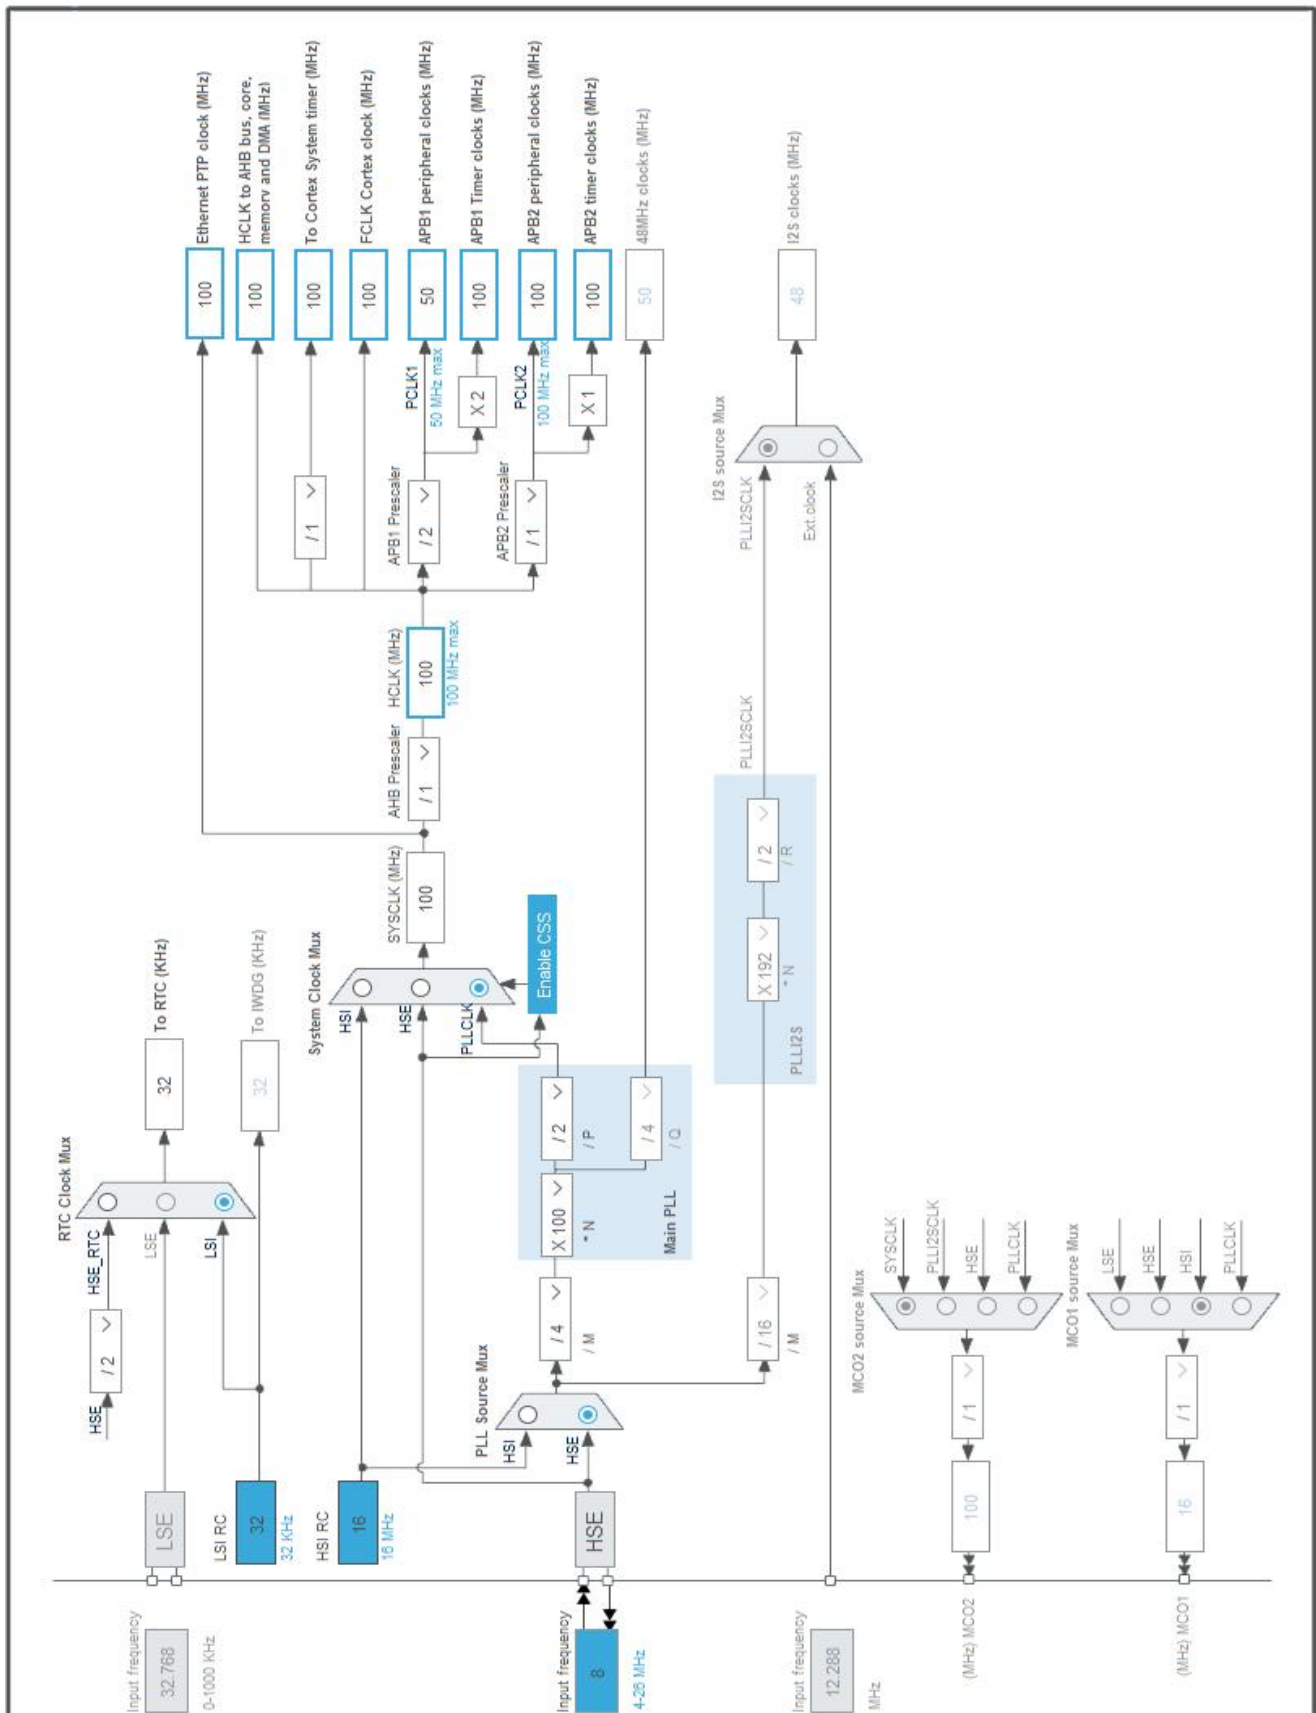 Input frequency
32.768
0-1000 KHz
LSE
HSE
/ 2
HSE_RTC
LSE
LSI
RTC Clock Mux
32
To RTC (KHz)
LSI RC
32
32 KHz
32
To IWDG (KHz)
HSI RC
16
16 MHz
System Clock Mux
HSI
HSE
PLLCLK
Enable CSS
SYSCLK (MHz)
100
AHB Prescaler
/ 1
HCLK (MHz)
100
100 MHz max
100
Ethernet PTP clock (MHz)
100
HCLK to AHB bus, core,
memory and DMA (MHz)
/ 1
100
To Cortex System timer (MHz)
100
FCLK Cortex clock (MHz)
APB1 Prescaler
/ 2
PCLK1
50 MHz max
50
APB1 peripheral clocks (MHz)
X 2
100
APB1 Timer clocks (MHz)
APB2 Prescaler
/ 1
PCLK2
100 MHz max
100
APB2 peripheral clocks (MHz)
X 1
100
APB2 timer clocks (MHz)
50
48MHz clocks (MHz)
Input frequency
8
4-26 MHz
HSE
PLL Source Mux
HSI
HSE
/ 4
/ M
X 100
* N
/ 2
/ P
/ 4
/ Q
Main PLL
/ 16
/ M
X 192
* N
/ 2
/ R
PLLI2S
PLLI2SCLK
PLLI2SCLK
I2S source Mux
Ext.clock
48
I2S clocks (MHz)
Input frequency
12.288
MHz
MCO2 source Mux
SYSCLK
PLLI2SCLK
HSE
PLLCLK
/ 1
100
(MHz) MCO2
MCO1 source Mux
LSE
HSE
HSI
PLLCLK
/ 1
16
(MHz) MCO1